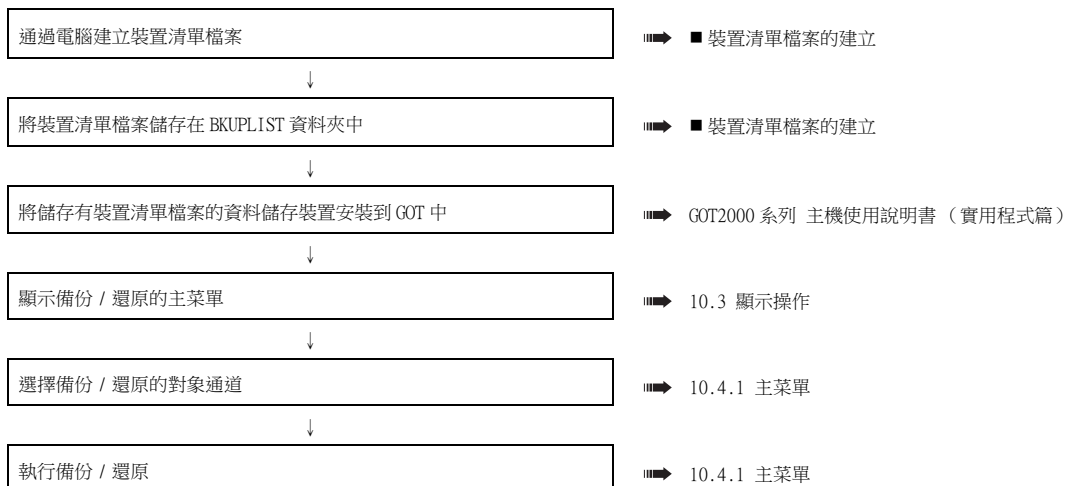 通過電腦建立裝置清單檔案
■ 裝置清單檔案的建立
↓
將裝置清單檔案儲存在 BKUPLIST 資料夾中
■ 裝置清單檔案的建立
↓
將儲存有裝置清單檔案的資料儲存裝置安裝到 GOT 中
GOT2000 系列 主機使用說明書 （實用程式篇）
↓
顯示備份 / 還原的主菜單
10.3 顯示操作
↓
選擇備份 / 還原的對象通道
10.4.1 主菜單
↓
執行備份 / 還原
10.4.1 主菜單